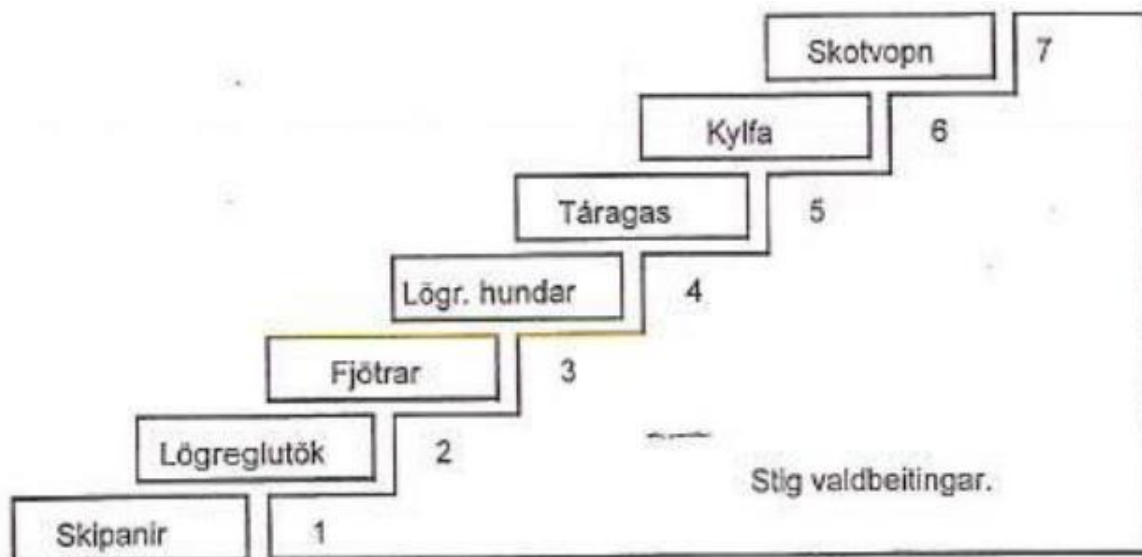 Skotvopn 7
Kylfa 6
Táragas 5
Lögr. hundar 4
Fjötrar 3
Lögreglutök 2
Stig valdbeitingar.
Skipanir 1